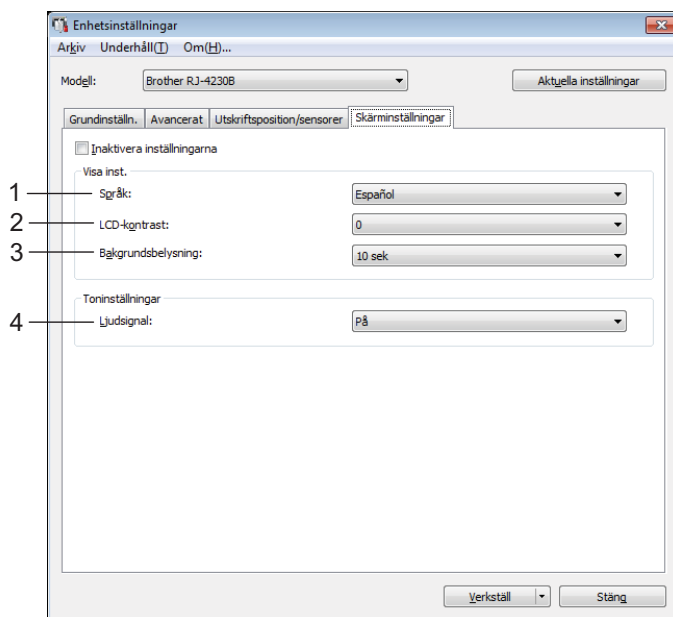 Enhetsinställningar
Arkiv Underhåll(T) Om(H)...
Modell: Brother RJ-4230B Aktuella inställningar
Grundinställn. Avancerat Utskriftsposition/sensorer Skärminställningar
Inaktivera inställningarna
Visa inst.
1 Språk: Español
2 LCD-kontrast: 0
3 Bakgrundsbelysning: 10 sek
Toninställningar
4 Ljudsignal: På
Verkställ Stäng